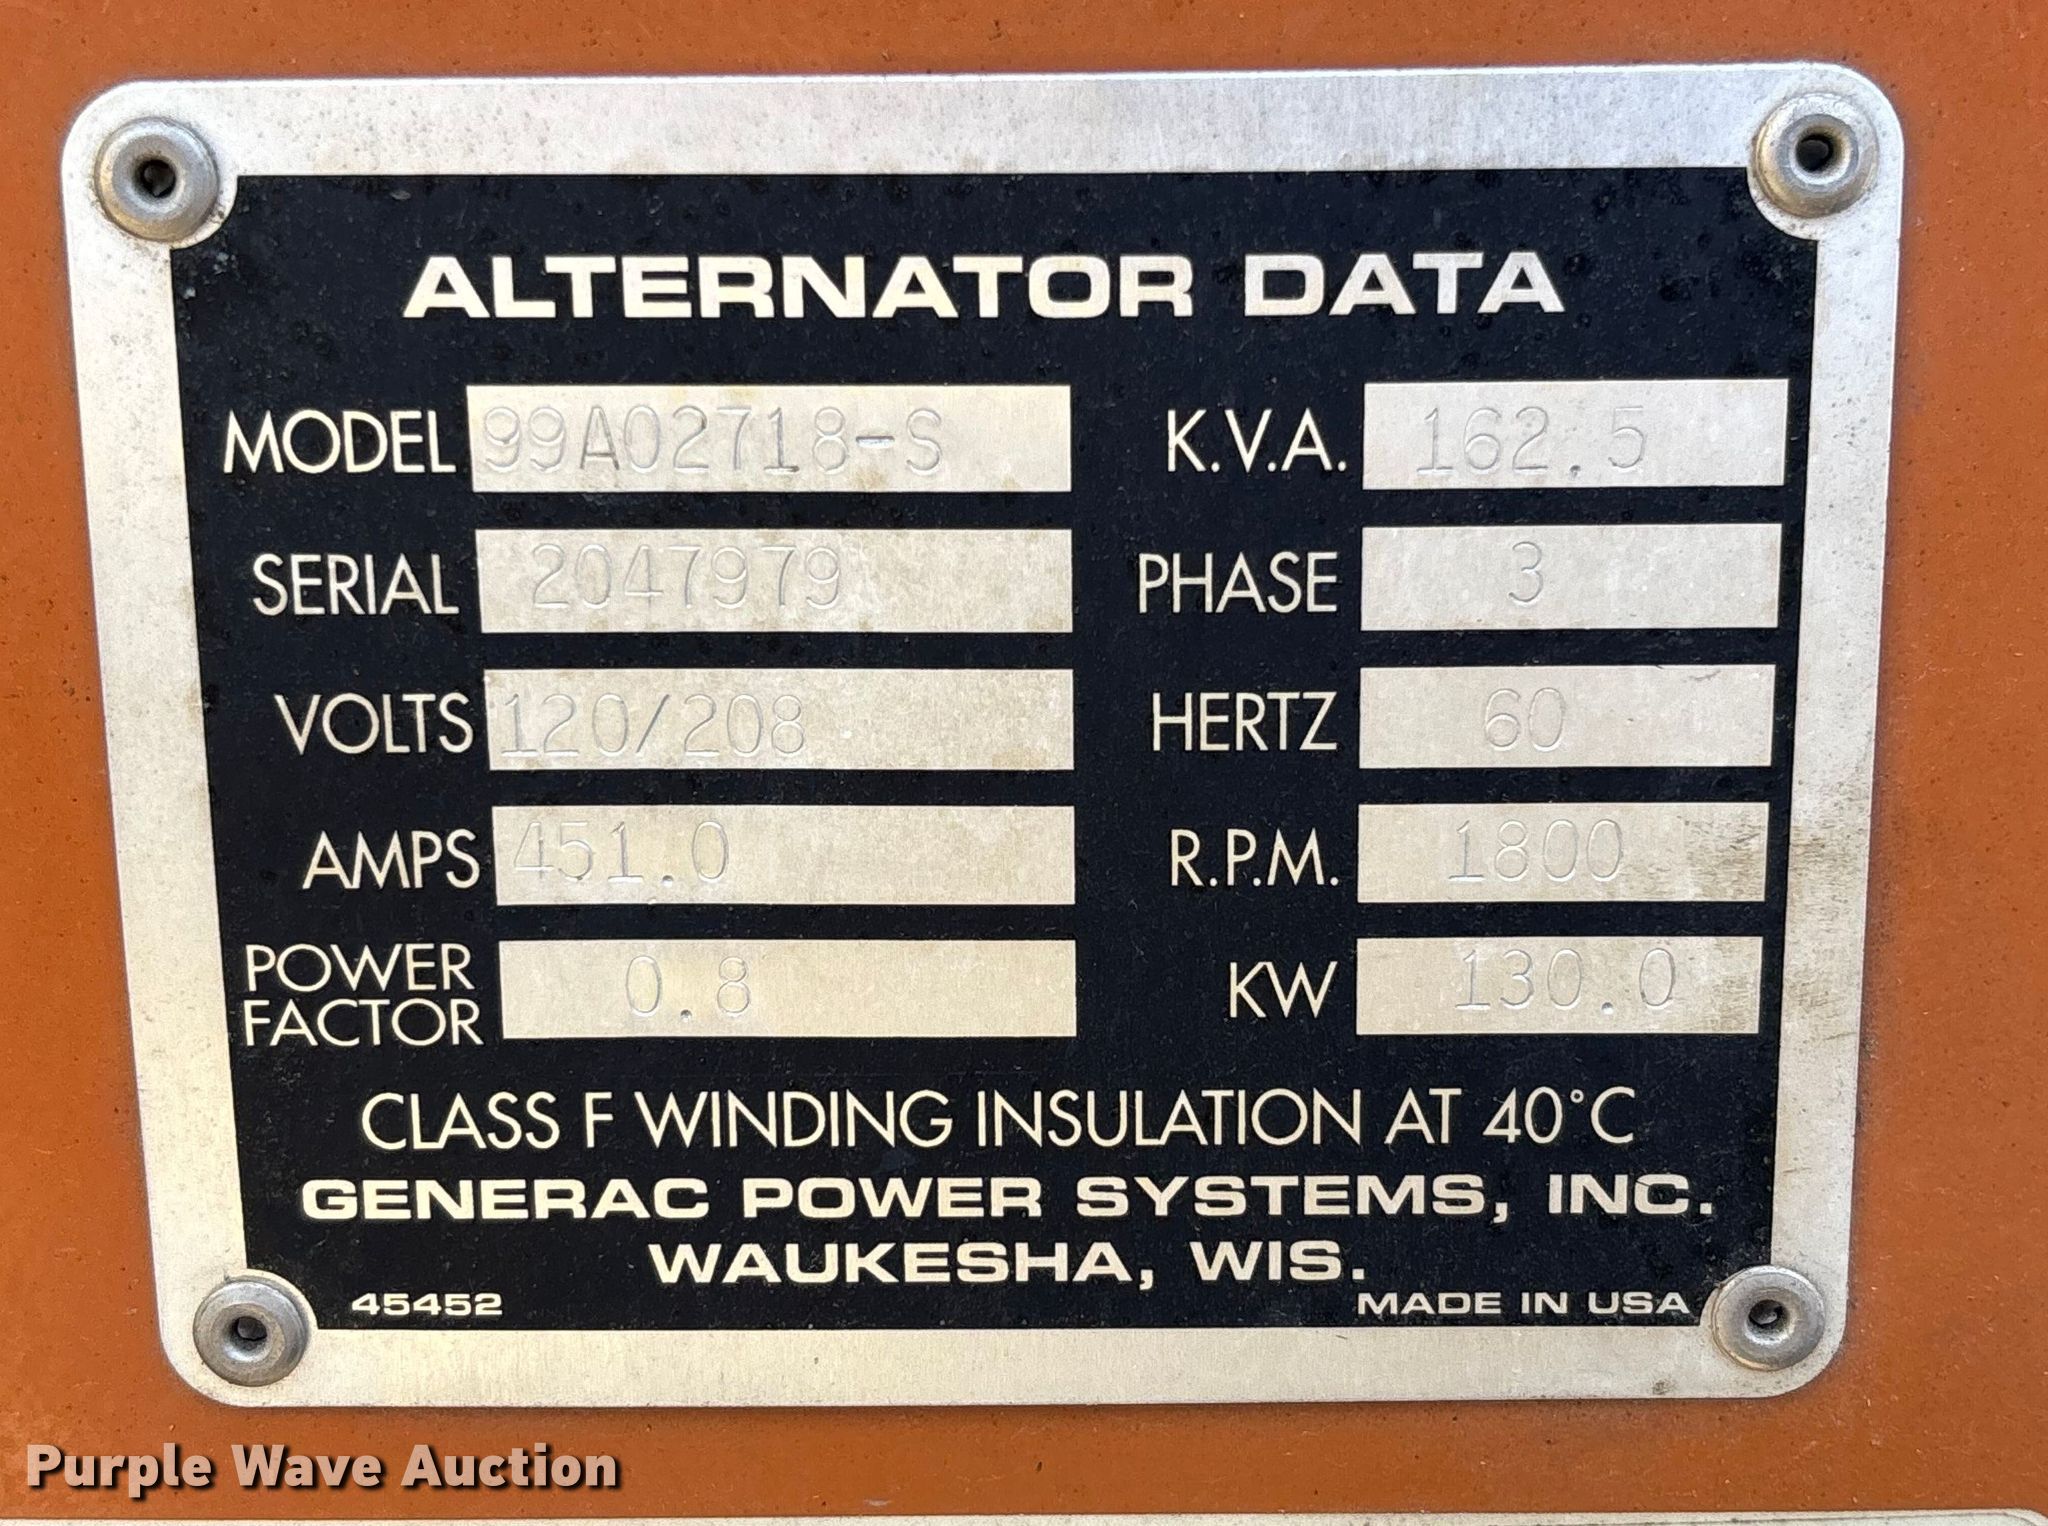 ALTERNATOR DATA
MODEL 99A02718-S K.V.A. 162.5
SERIAL 2047979 PHASE 3
VOLTS 120/208 HERTZ 60
AMPS 451.0 R.P.M. 1800
POWER FACTOR 0.8 KW 130.0
CLASS F WINDING INSULATION AT 40°C
GENERAC POWER SYSTEMS, INC.
WAUKESHA, WIS.
45452 MADE IN USA
Purple Wave Auction